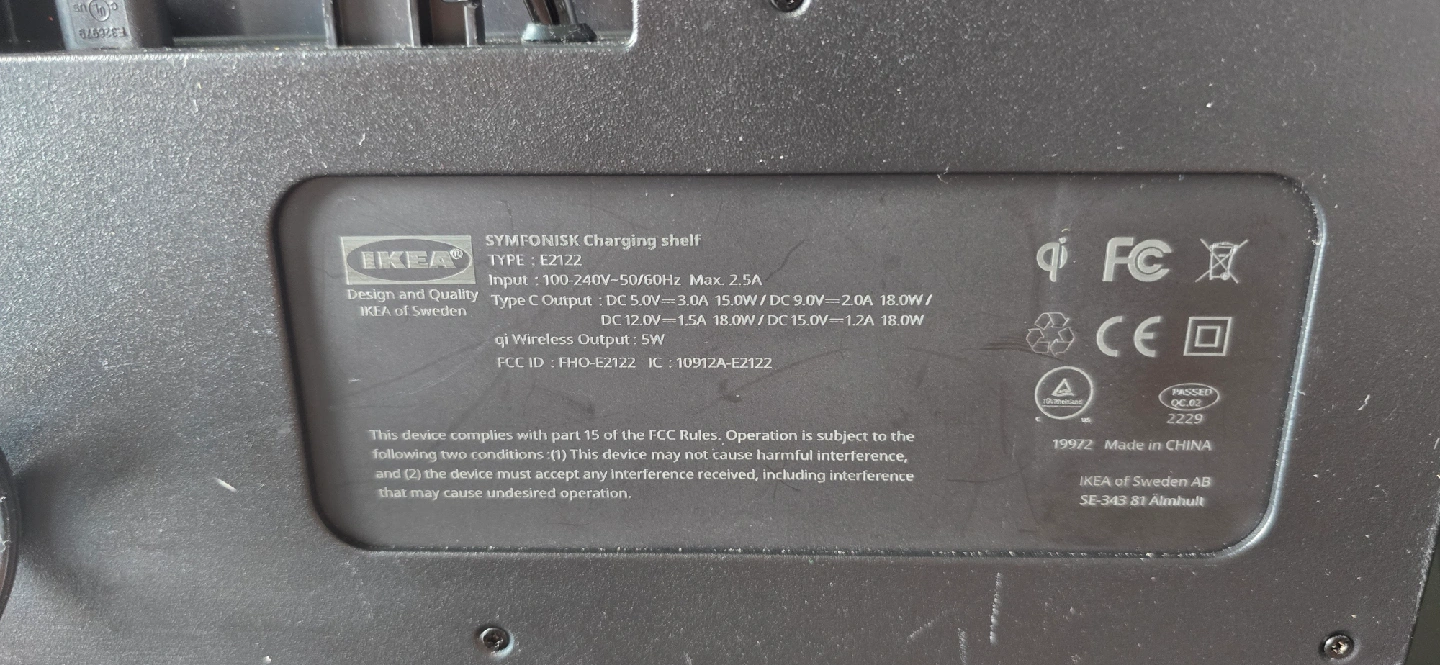 E326979
IKEA®
Design and Quality
IKEA of Sweden
SYMFONISK Charging shelf
TYPE : E2122
Input : 100-240V~50/60Hz Max. 2.5A
Type C Output : DC 5.0V⎓3.0A 15.0W / DC 9.0V⎓2.0A 18.0W /
DC 12.0V⎓1.5A 18.0W / DC 15.0V⎓1.2A 18.0W
qi Wireless Output : 5W
FCC ID : FHO-E2122 IC : 10912A-E2122
This device complies with part 15 of the FCC Rules. Operation is subject to the
following two conditions :(1) This device may not cause harmful interference,
and (2) the device must accept any interference received, including interference
that may cause undesired operation.
qi FC
CE
TÜVRheinland
c us
PASSED
QC.02
2229
19972 Made in CHINA
IKEA of Sweden AB
SE-343 81 Älmhult